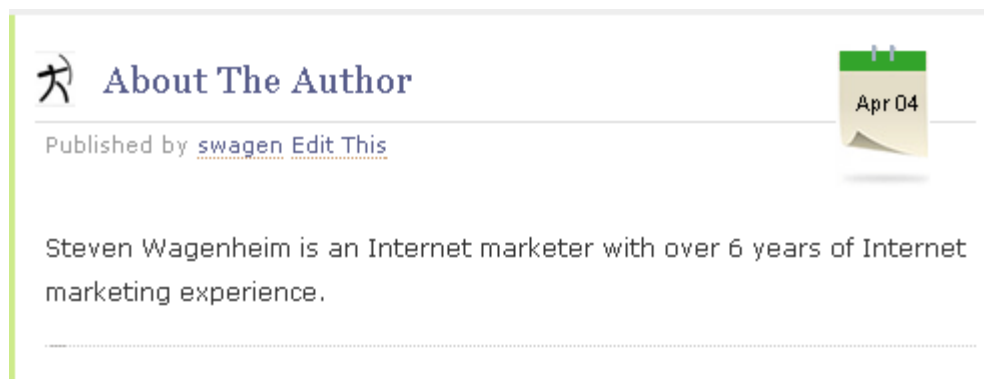 About The Author
Apr 04
Published by swagen Edit This
Steven Wagenheim is an Internet marketer with over 6 years of Internet
marketing experience.